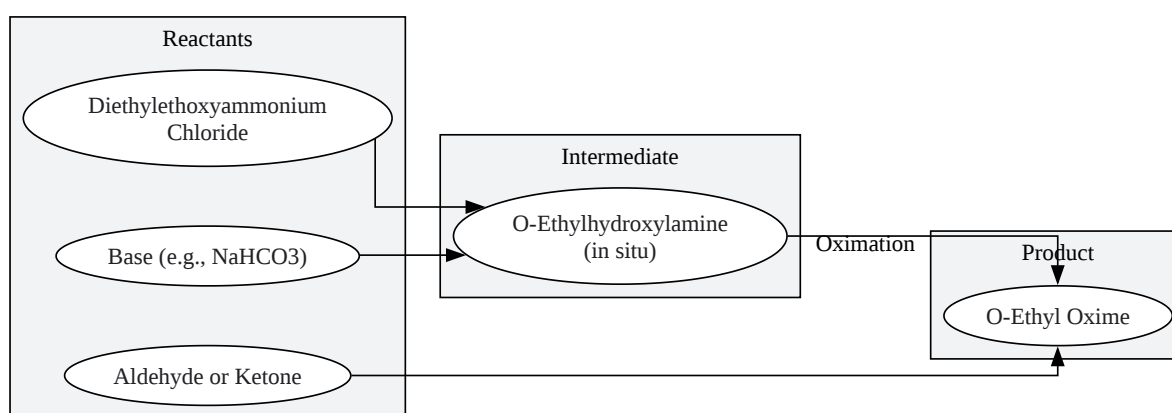 Reactants
Diethylethoxyammonium
Chloride
Base (e.g., NaHCO3)
Aldehyde or Ketone
Intermediate
O-Ethylhydroxylamine
(in situ)
Oximation
Product
O-Ethyl Oxime